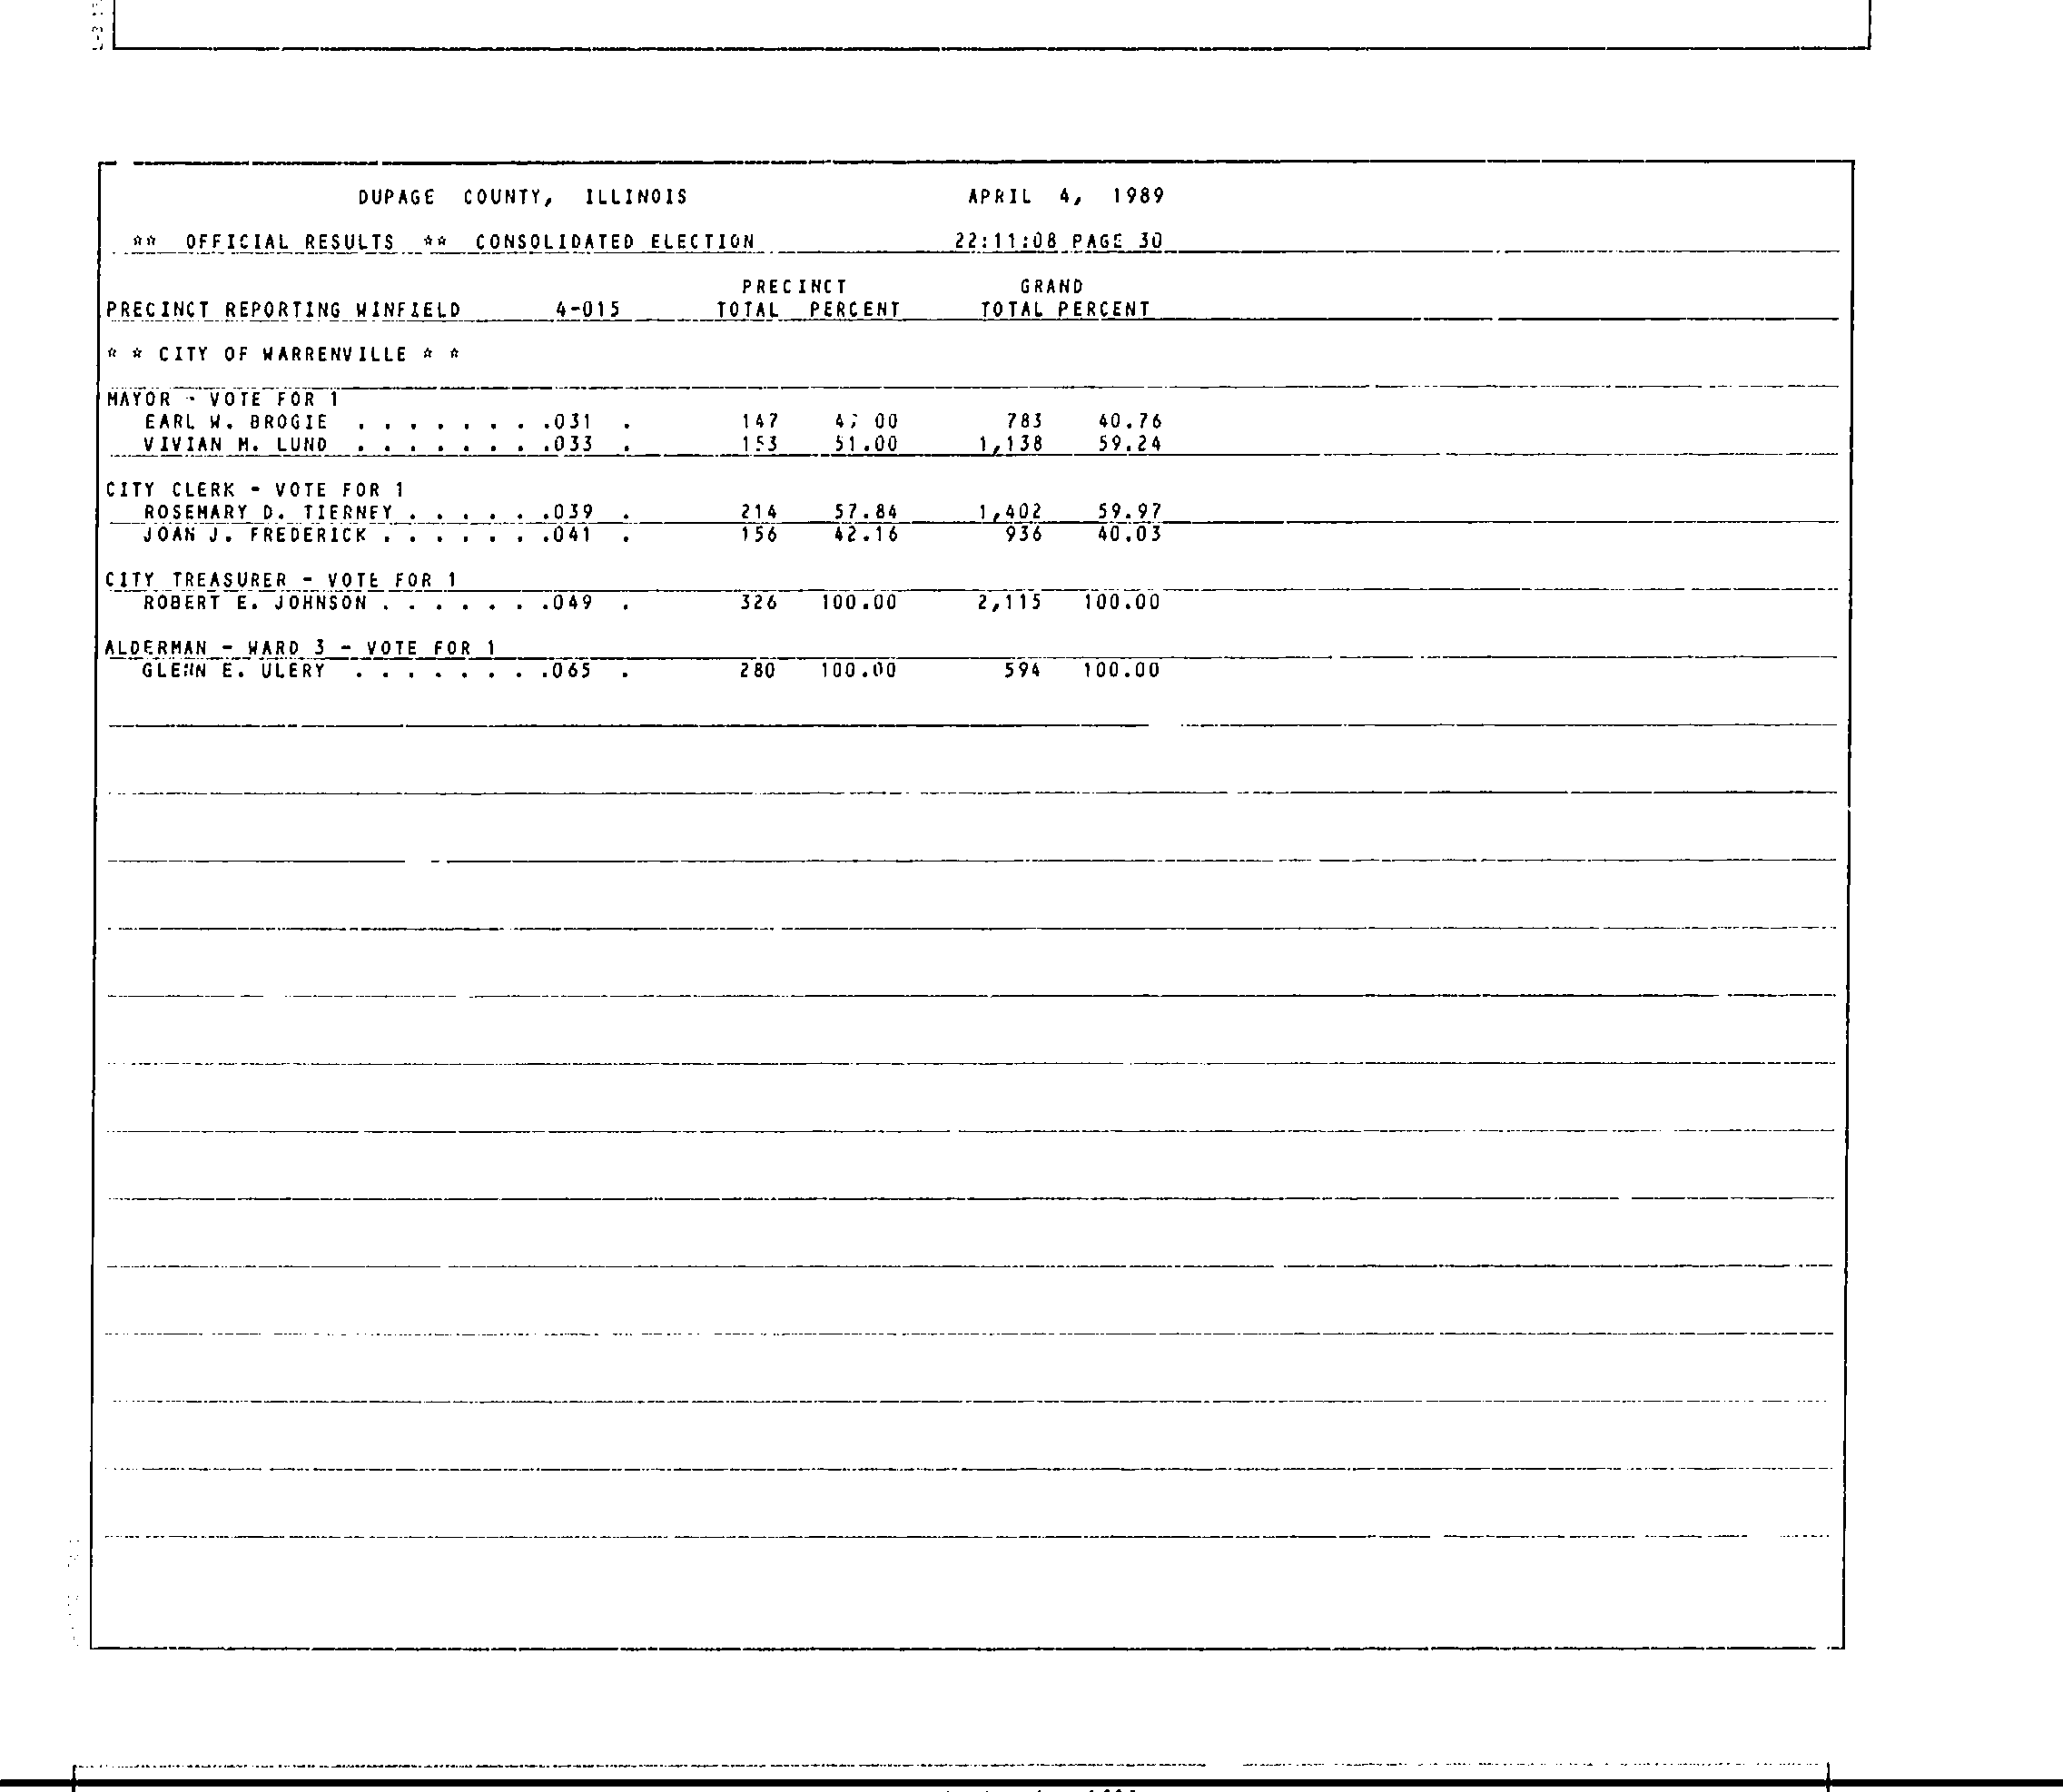 DUPAGE COUNTY, ILLINOIS APRIL 4, 1989
** OFFICIAL RESULTS ** CONSOLIDATED ELECTION 22:11:08 PAGE 30
PRECINCT GRAND
PRECINCT REPORTING WINFIELD 4-015 TOTAL PERCENT TOTAL PERCENT
* * CITY OF WARRENVILLE * *
MAYOR - VOTE FOR 1
EARL W. BROGIE . . . . . . . .031 . 147 00 783 40.76
VIVIAN M. LUND . . . . . . . .033 . 153 51.00 1,138 59.24
CITY CLERK - VOTE FOR 1
ROSEMARY D. TIERNEY . . . . . .039 . 214 57.84 1,402 59.97
JOAN J. FREDERICK . . . . . . .041 . 156 42.16 936 40.03
CITY TREASURER - VOTE FOR 1
ROBERT E. JOHNSON . . . . . . .049 . 326 100.00 2,115 100.00
ALDERMAN - WARD 3 - VOTE FOR 1
GLENN E. ULERY . . . . . . . .065 . 280 100.00 594 100.00